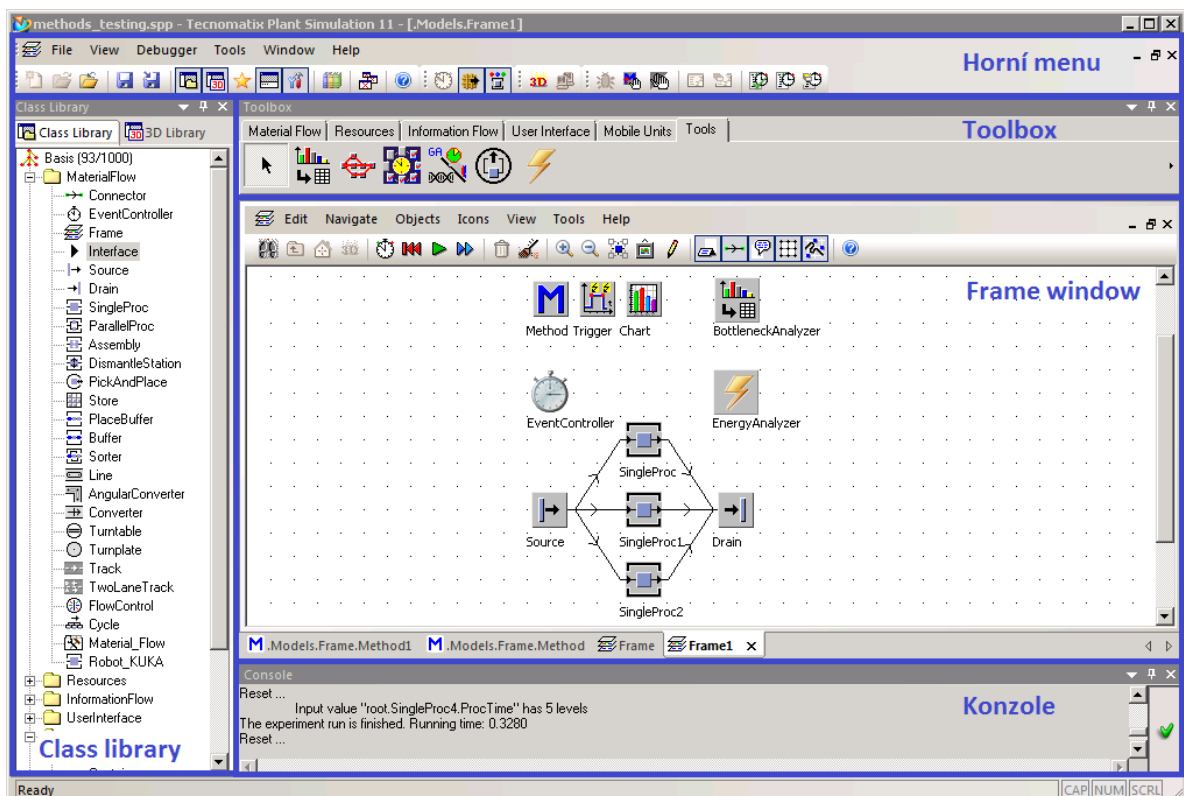 methods_testing.spp - Tecnomatix Plant Simulation 11 - [.Models.Frame1]
File View Debugger Tools Window Help
Horní menu
3D
Class Library
Toolbox
Class Library 3D Library
Material Flow Resources Information Flow User Interface Mobile Units Tools
Toolbox
GA
Basis (93/1000)
MaterialFlow
Connector
EventController
Frame
Interface
Source
Drain
SingleProc
ParallelProc
Assembly
DismantleStation
PickAndPlace
Store
PlaceBuffer
Buffer
Sorter
Line
AngularConverter
Converter
Turntable
Turnplate
Track
TwoLaneTrack
FlowControl
Cycle
Material_Flow
Robot_KUKA
Resources
InformationFlow
UserInterface
Class library
Edit Navigate Objects Icons View Tools Help
3D
Frame window
M
Method Trigger Chart BottleneckAnalyzer
EventController EnergyAnalyzer
SingleProc
Source SingleProc1 Drain
SingleProc2
M .Models.Frame.Method1 M .Models.Frame.Method Frame Frame1 x
Console
Reset ...
Input value "root.SingleProc4.ProcTime" has 5 levels
The experiment run is finished. Running time: 0.3280
Reset ...
Konzole
Ready
CAP NUM SCRL